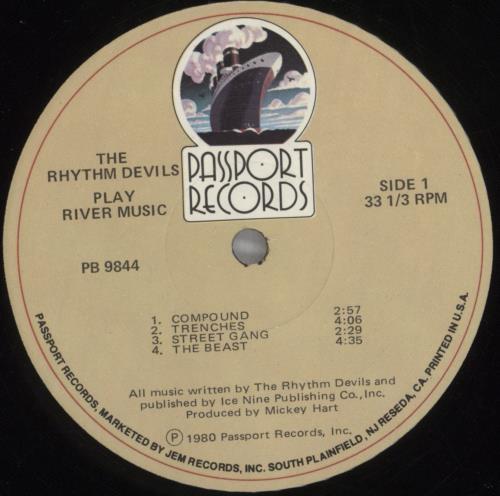 PASSPORT
RECORDS
THE
RHYTHM DEVILS
PLAY
RIVER MUSIC
SIDE 1
33 1/3 RPM
PB 9844
1. COMPOUND 2:57
2. TRENCHES 4:06
3. STREET GANG 2:29
4. THE BEAST 4:35
All music written by The Rhythm Devils and
published by Ice Nine Publishing Co., Inc.
Produced by Mickey Hart
Ⓟ 1980 Passport Records, Inc.
PASSPORT RECORDS, MARKETED BY JEM RECORDS, INC. SOUTH PLAINFIELD, NJ RESEDA, CA. PRINTED IN U.S.A.